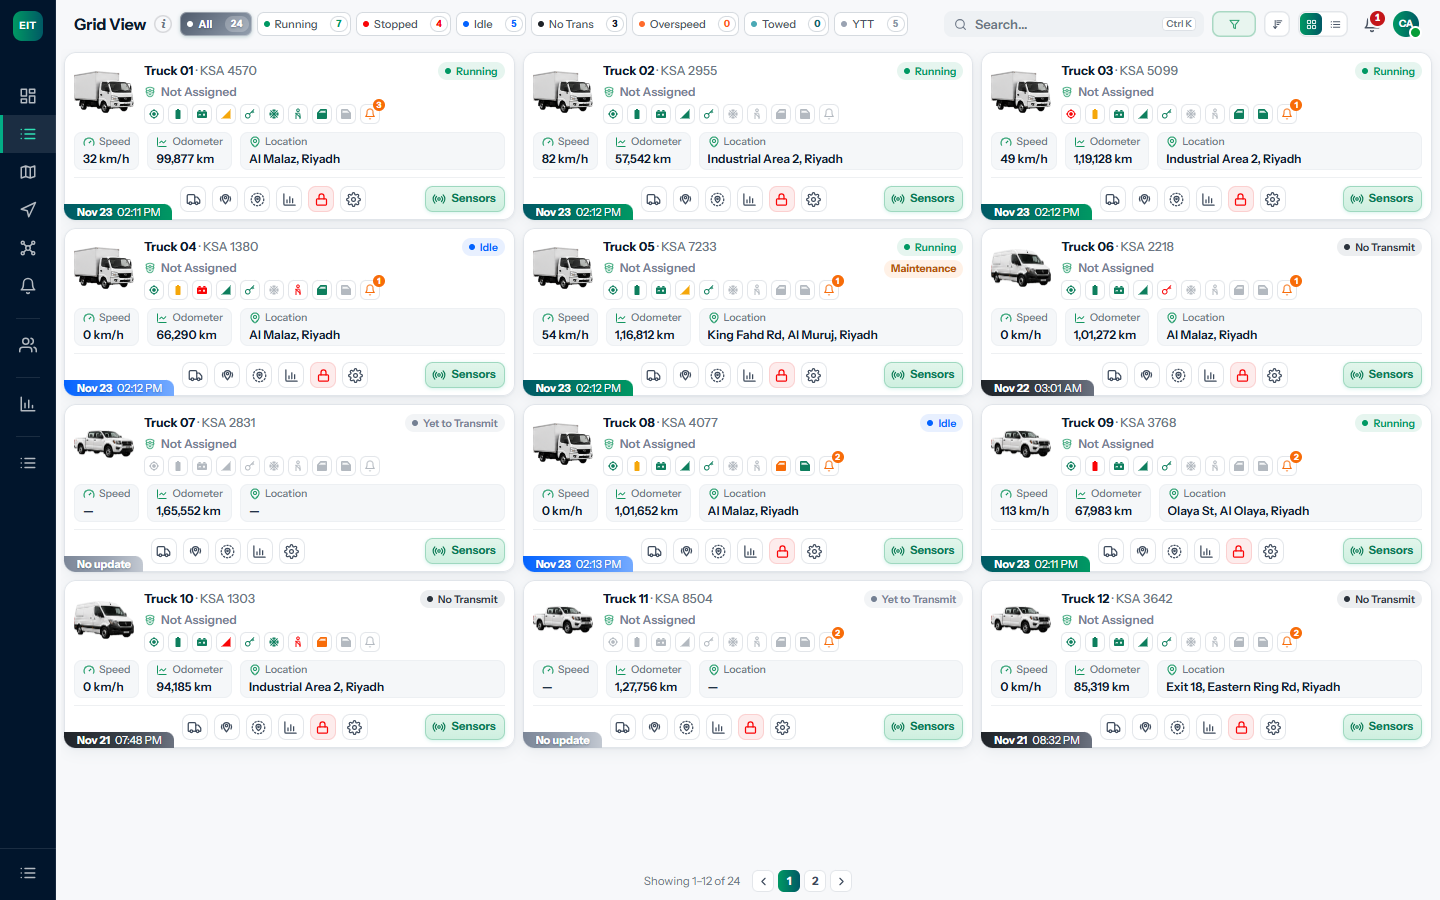 EIT
Grid View
i
All 24
Running 7
Stopped 4
Idle 5
No Trans 3
Overspeed 0
Towed 0
YTT 5
Search...
Ctrl K
1
CA
Truck 01 · KSA 4570
Running
Not Assigned
3
Speed
32 km/h
Odometer
99,877 km
Location
Al Malaz, Riyadh
Nov 23 02:11 PM
Sensors
Truck 02 · KSA 2955
Running
Not Assigned
Speed
82 km/h
Odometer
57,542 km
Location
Industrial Area 2, Riyadh
Nov 23 02:12 PM
Sensors
Truck 03 · KSA 5099
Running
Not Assigned
1
Speed
49 km/h
Odometer
1,19,128 km
Location
Industrial Area 2, Riyadh
Nov 23 02:12 PM
Sensors
Truck 04 · KSA 1380
Idle
Not Assigned
1
Speed
0 km/h
Odometer
66,290 km
Location
Al Malaz, Riyadh
Nov 23 02:12 PM
Sensors
Truck 05 · KSA 7233
Running
Not Assigned
Maintenance
1
Speed
54 km/h
Odometer
1,16,812 km
Location
King Fahd Rd, Al Muruj, Riyadh
Nov 23 02:12 PM
Sensors
Truck 06 · KSA 2218
No Transmit
Not Assigned
1
Speed
0 km/h
Odometer
1,01,272 km
Location
Al Malaz, Riyadh
Nov 22 03:01 AM
Sensors
Truck 07 · KSA 2831
Yet to Transmit
Not Assigned
Speed
—
Odometer
1,65,552 km
Location
—
No update
Sensors
Truck 08 · KSA 4077
Idle
Not Assigned
2
Speed
0 km/h
Odometer
1,01,652 km
Location
Al Malaz, Riyadh
Nov 23 02:13 PM
Sensors
Truck 09 · KSA 3768
Running
Not Assigned
2
Speed
113 km/h
Odometer
67,983 km
Location
Olaya St, Al Olaya, Riyadh
Nov 23 02:11 PM
Sensors
Truck 10 · KSA 1303
No Transmit
Not Assigned
Speed
0 km/h
Odometer
94,185 km
Location
Industrial Area 2, Riyadh
Nov 21 07:48 PM
Sensors
Truck 11 · KSA 8504
Yet to Transmit
Not Assigned
2
Speed
—
Odometer
1,27,756 km
Location
—
No update
Sensors
Truck 12 · KSA 3642
No Transmit
Not Assigned
2
Speed
0 km/h
Odometer
85,319 km
Location
Exit 18, Eastern Ring Rd, Riyadh
Nov 21 08:32 PM
Sensors
Showing 1–12 of 24
1
2